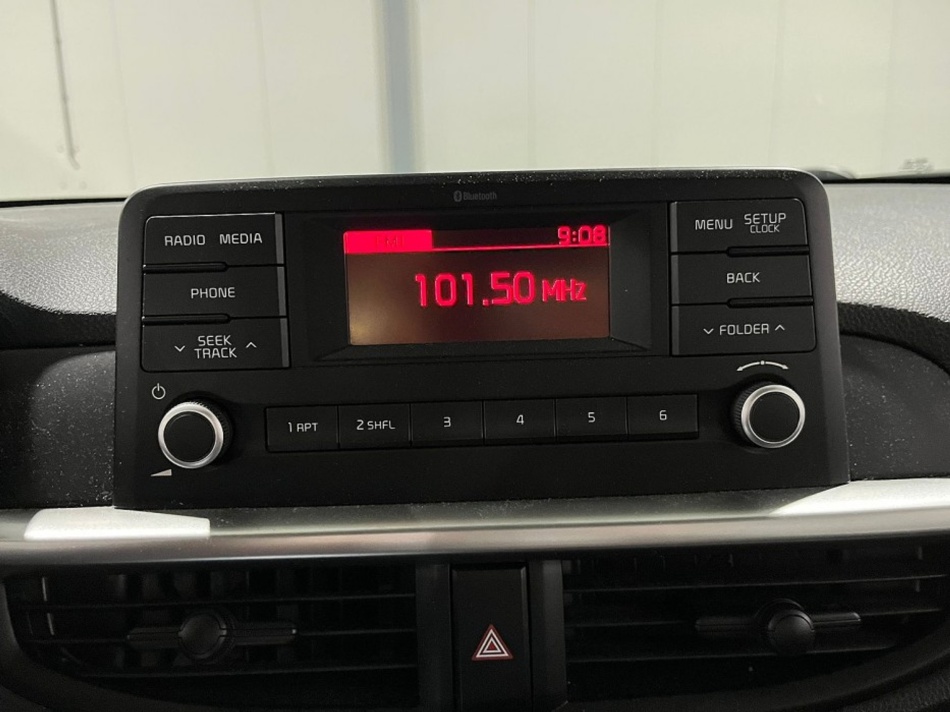 Bluetooth
RADIO MEDIA
9:08
MENU SETUP
CLOCK
PHONE
101.50 MHz
BACK
SEEK
TRACK
FOLDER
1 RPT
2 SHFL
3
4
5
6